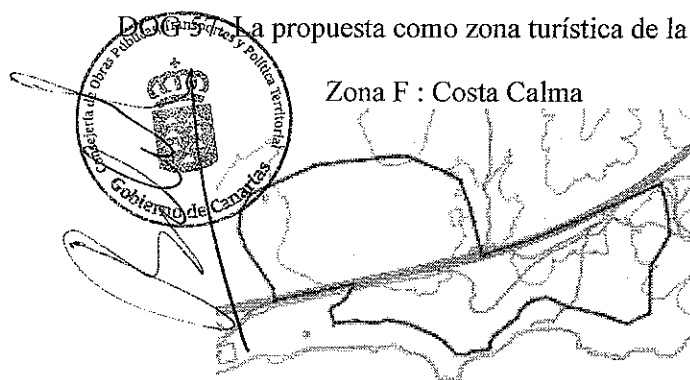 DOG 57. La propuesta como zona turística de la
Consejería de Obras Públicas, Transportes y Política Territorial
Gobierno de Canarias
Zona F : Costa Calma